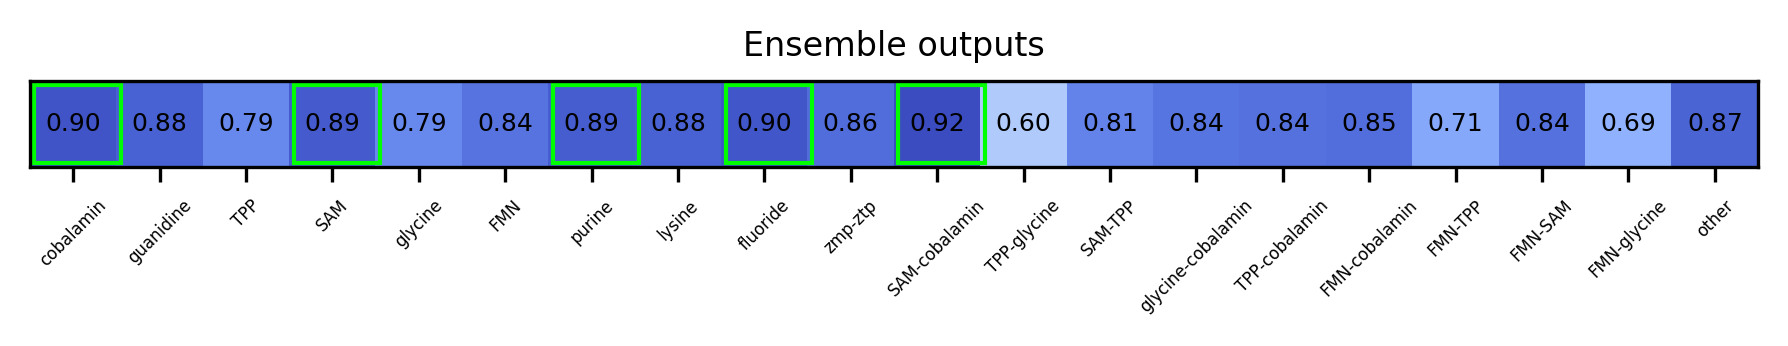 Ensemble outputs
0.90 0.88 0.79 0.89 0.79 0.84 0.89 0.88 0.90 0.86 0.92 0.60 0.81 0.84 0.84 0.85 0.71 0.84 0.69 0.87
cobalamin guanidine TPP SAM glycine FMN purine lysine fluoride zmp-ztp SAM-cobalamin TPP-glycine SAM-TPP glycine-cobalamin TPP-cobalamin FMN-cobalamin FMN-TPP FMN-SAM FMN-glycine other